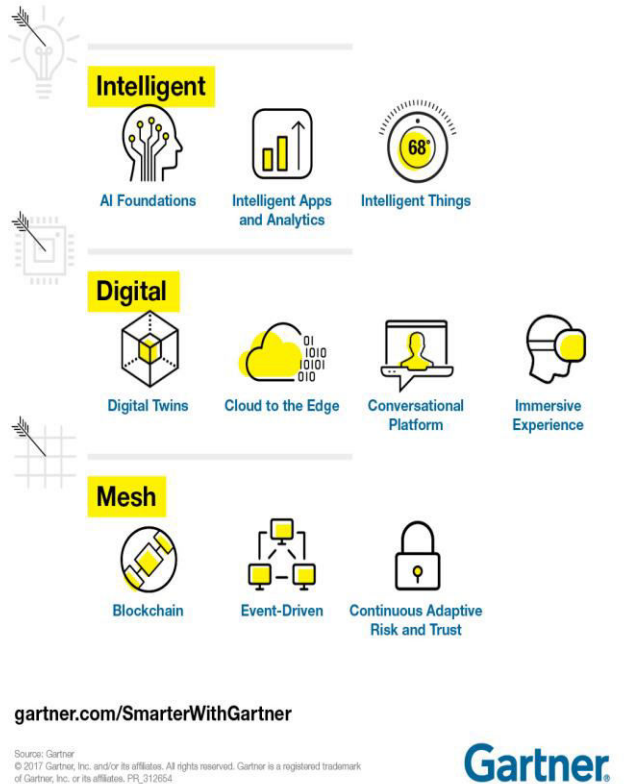 Intelligent
68°
AI Foundations
Intelligent Apps
and Analytics
Intelligent Things
Digital
01
1010
10101
010
Digital Twins
Cloud to the Edge
Conversational
Platform
Immersive
Experience
Mesh
Blockchain
Event-Driven
Continuous Adaptive
Risk and Trust
gartner.com/SmarterWithGartner
Source: Gartner
© 2017 Gartner, Inc. and/or its affiliates. All rights reserved. Gartner is a registered trademark
of Gartner, Inc. or its affiliates. PR_312654
Gartner®